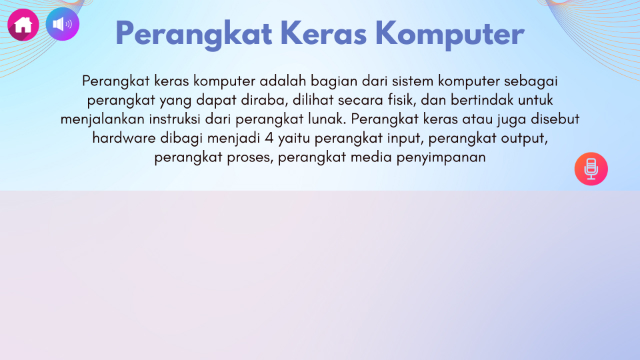 Perangkat Keras Komputer
Perangkat keras komputer adalah bagian dari sistem komputer sebagai
perangkat yang dapat diraba, dilihat secara fisik, dan bertindak untuk
menjalankan instruksi dari perangkat lunak. Perangkat keras atau juga disebut
hardware dibagi menjadi 4 yaitu perangkat input, perangkat output,
perangkat proses, perangkat media penyimpanan